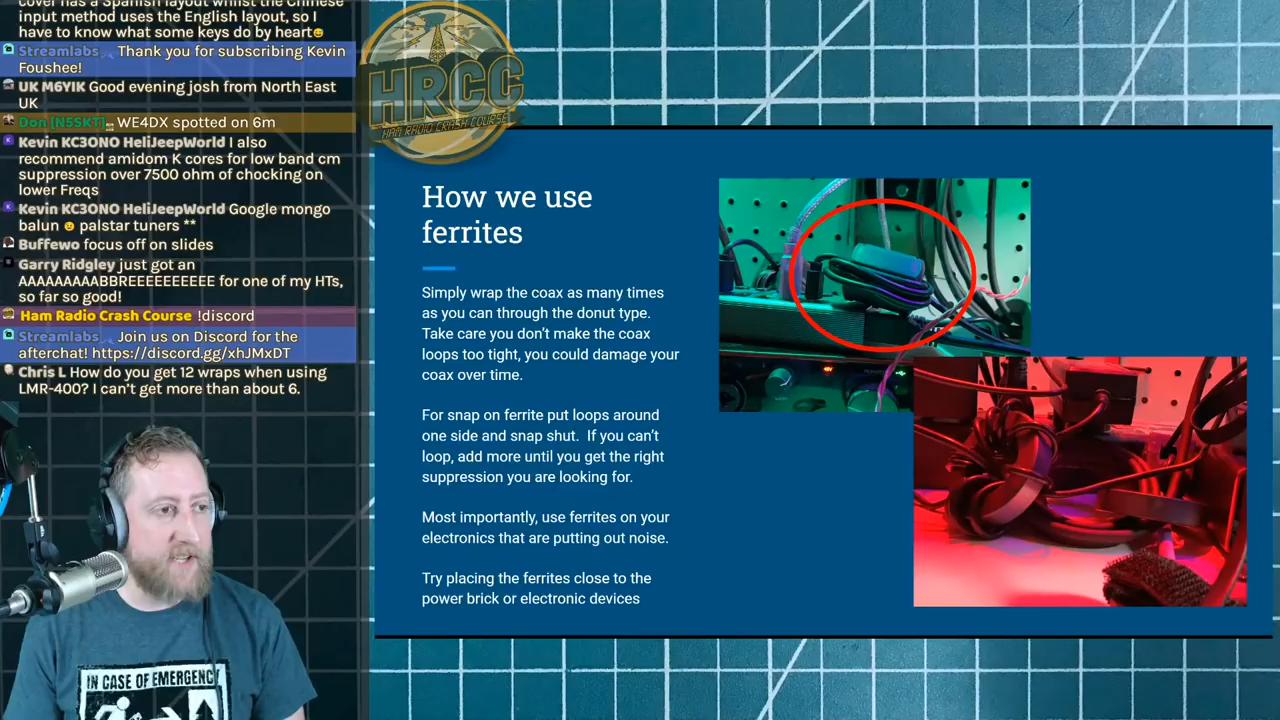 cover has a Spanish layout whilst the Chinese
input method uses the English layout, so I
have to know what some keys do by heart
Streamlabs Thank you for subscribing Kevin
Foushee!
UK M6YIK Good evening josh from North East
UK
Don [N5SKT] WE4DX spotted on 6m
Kevin KC3ONO HeliJeepWorld I also
recommend amidom K cores for low band cm
suppression over 7500 ohm of chocking on
lower Freqs
Kevin KC3ONO HeliJeepWorld Google mongo
balun palstar tuners **
Buffewo focus off on slides
Garry Ridgley just got an
AAAAAAAAABBREEEEEEEEEE for one of my HTs,
so far so good!
Ham Radio Crash Course !discord
Streamlabs Join us on Discord for the
afterchat! https://discord.gg/xhJMxDT
Chris L How do you get 12 wraps when using
LMR-400? I can't get more than about 6.
HRCC
HAM RADIO CRASH COURSE
How we use
ferrites
Simply wrap the coax as many times
as you can through the donut type.
Take care you don't make the coax
loops too tight, you could damage your
coax over time.
For snap on ferrite put loops around
one side and snap shut. If you can't
loop, add more until you get the right
suppression you are looking for.
Most importantly, use ferrites on your
electronics that are putting out noise.
Try placing the ferrites close to the
power brick or electronic devices
IN CASE OF EMERGENCY